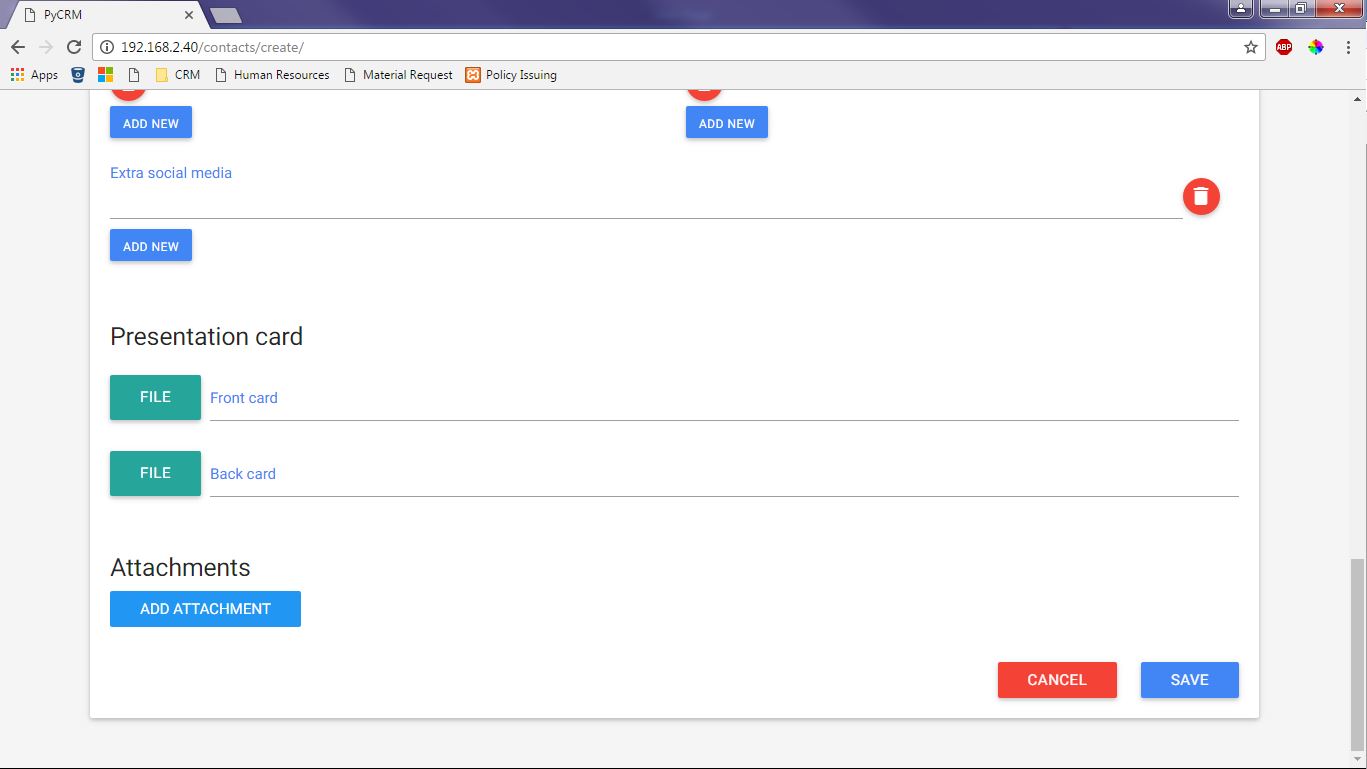 PyCRM
192.168.2.40/contacts/create/
ABP
Apps CRM Human Resources Material Request Policy Issuing
ADD NEW ADD NEW
Extra social media
ADD NEW
Presentation card
FILE Front card
FILE Back card
Attachments
ADD ATTACHMENT
CANCEL SAVE